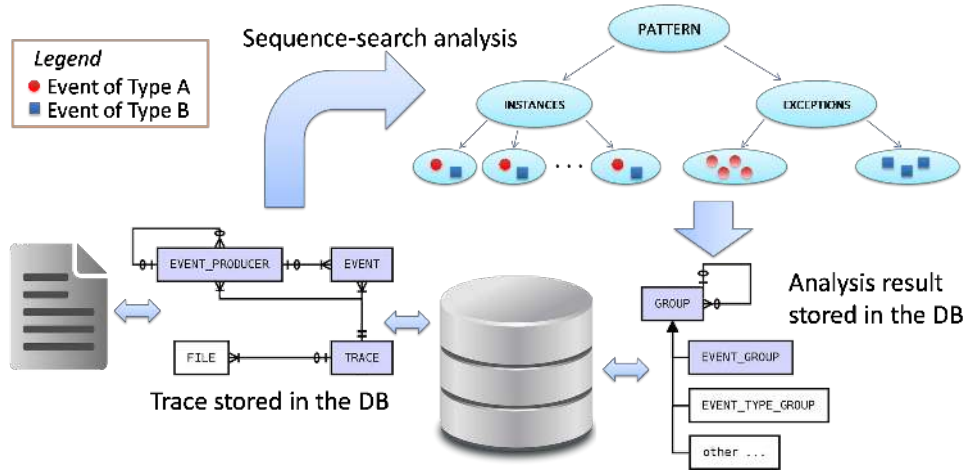 Sequence-search analysis
PATTERN
Legend
Event of Type A
Event of Type B
INSTANCES
EXCEPTIONS
. . .
EVENT_PRODUCER
EVENT
GROUP
Analysis result
stored in the DB
FILE
TRACE
EVENT_GROUP
Trace stored in the DB
EVENT_TYPE_GROUP
other ...